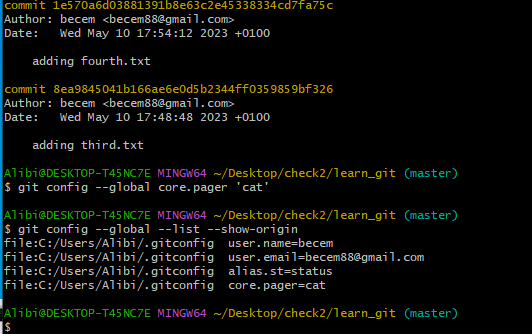 commit 1e570a6d03881391b8e63c2e45338334cd7fa75c
Author: becem <becem88@gmail.com>
Date:   Wed May 10 17:54:12 2023 +0100
    adding fourth.txt
commit 8ea9845041b166ae6e0d5b2344ff0359859bf326
Author: becem <becem88@gmail.com>
Date:   Wed May 10 17:48:48 2023 +0100
    adding third.txt
Alibi@DESKTOP-T45NC7E MINGW64 ~/Desktop/check2/learn_git (master)
$ git config --global core.pager 'cat'
Alibi@DESKTOP-T45NC7E MINGW64 ~/Desktop/check2/learn_git (master)
$ git config --global --list --show-origin
file:C:/Users/Alibi/.gitconfig  user.name=becem
file:C:/Users/Alibi/.gitconfig  user.email=becem88@gmail.com
file:C:/Users/Alibi/.gitconfig  alias.st=status
file:C:/Users/Alibi/.gitconfig  core.pager=cat
Alibi@DESKTOP-T45NC7E MINGW64 ~/Desktop/check2/learn_git (master)
$